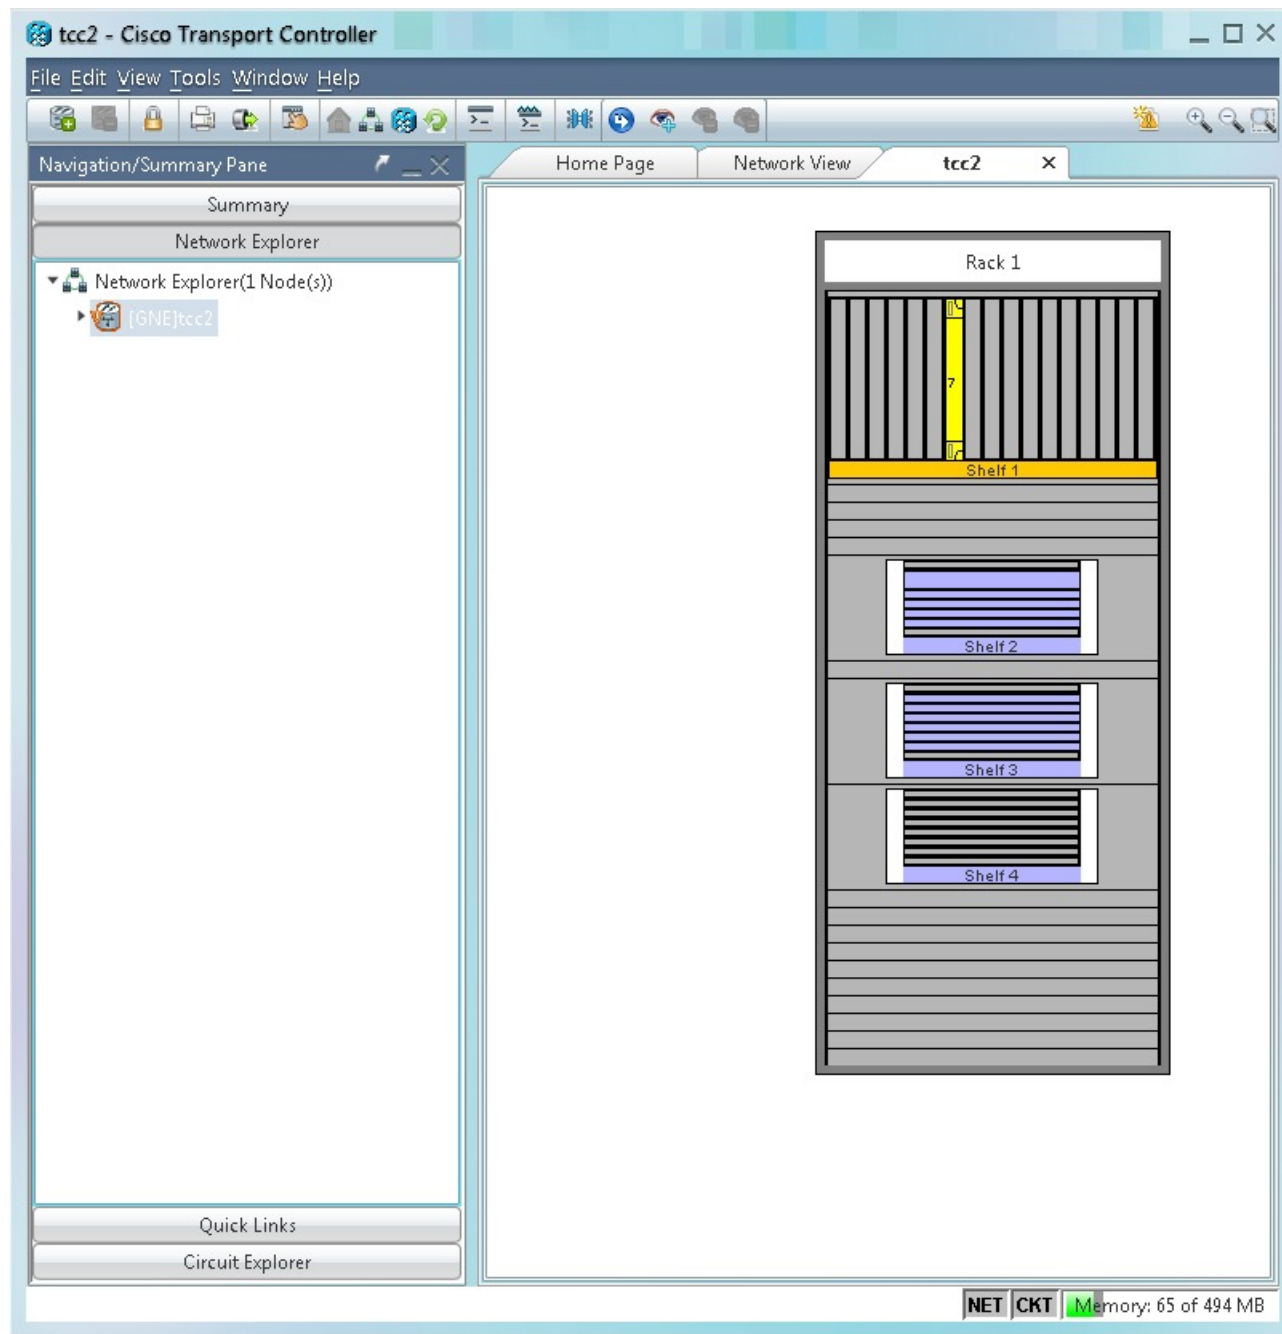 tcc2 - Cisco Transport Controller
File Edit View Tools Window Help
Navigation/Summary Pane
Home Page
Network View
tcc2
Summary
Network Explorer
Network Explorer(1 Node(s))
[GNE]tcc2
Rack 1
7
Shelf 1
Shelf 2
Shelf 3
Shelf 4
Quick Links
Circuit Explorer
NET CKT Memory: 65 of 494 MB